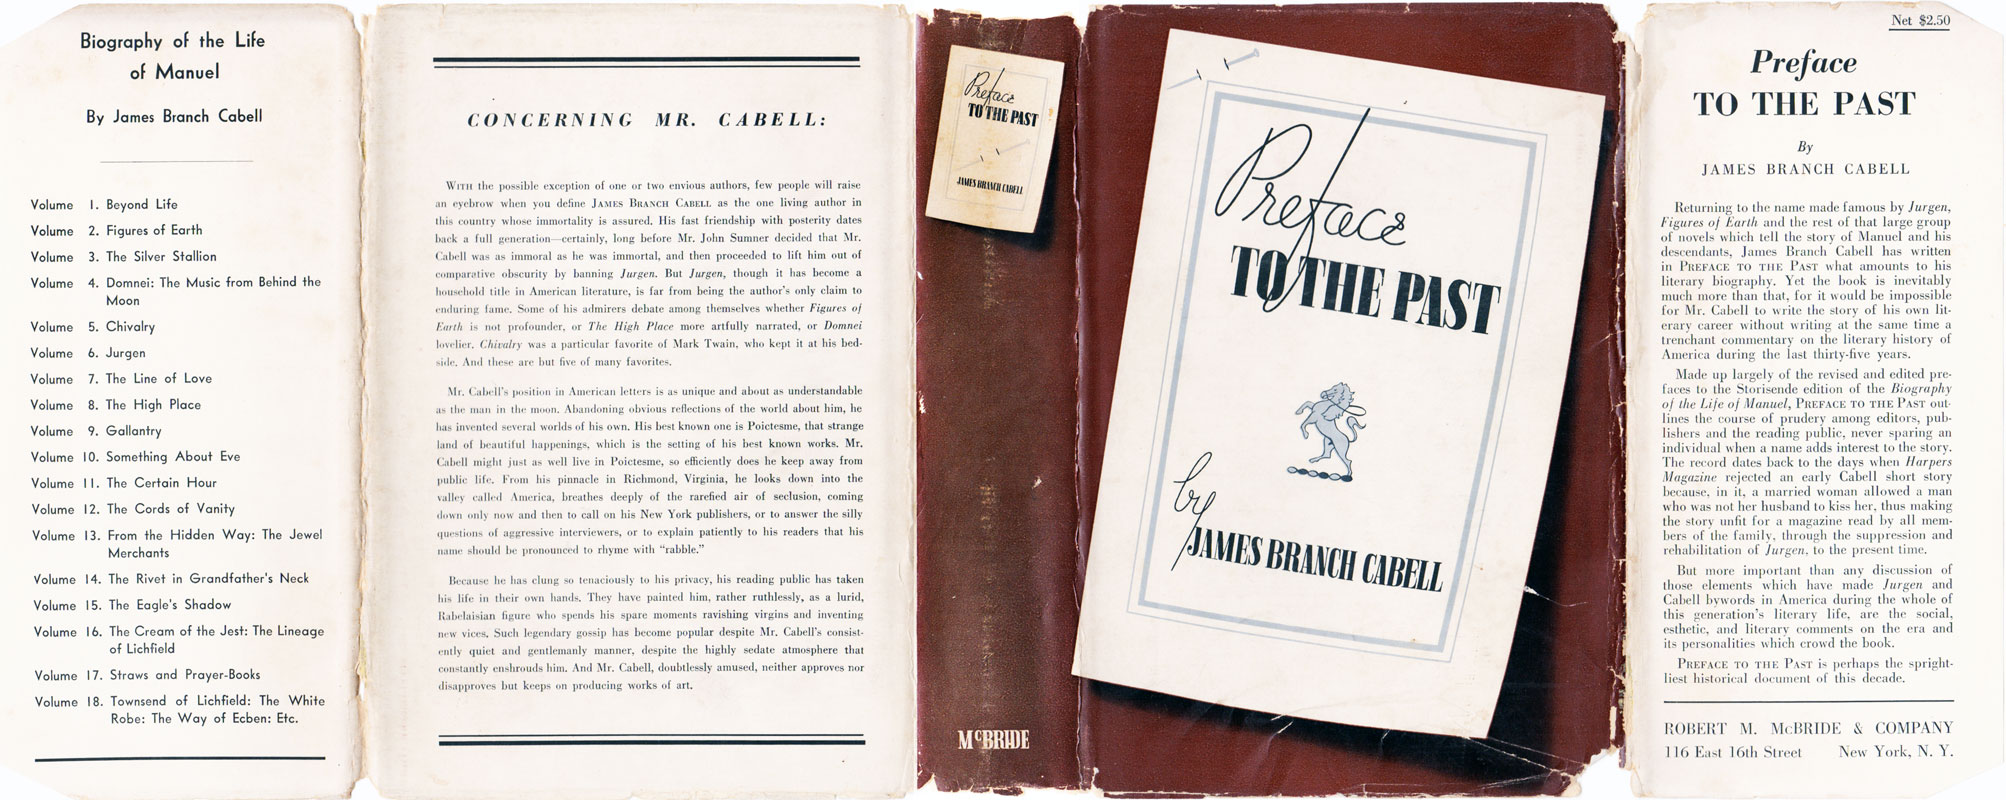 Biography of the Life
of Manuel
By James Branch Cabell
Volume 1. Beyond Life
Volume 2. Figures of Earth
Volume 3. The Silver Stallion
Volume 4. Domnei: The Music from Behind the
Moon
Volume 5. Chivalry
Volume 6. Jurgen
Volume 7. The Line of Love
Volume 8. The High Place
Volume 9. Gallantry
Volume 10. Something About Eve
Volume 11. The Certain Hour
Volume 12. The Cords of Vanity
Volume 13. From the Hidden Way: The Jewel
Merchants
Volume 14. The Rivet in Grandfather's Neck
Volume 15. The Eagle's Shadow
Volume 16. The Cream of the Jest: The Lineage
of Lichfield
Volume 17. Straws and Prayer-Books
Volume 18. Townsend of Lichfield: The White
Robe: The Way of Ecben: Etc.
CONCERNING MR. CABELL:
WITH the possible exception of one or two envious authors, few people will raise
an eyebrow when you define JAMES BRANCH CABELL as the one living author in
this country whose immortality is assured. His fast friendship with posterity dates
back a full generation—certainly, long before Mr. John Sumner decided that Mr.
Cabell was as immoral as he was immortal, and then proceeded to lift him out of
comparative obscurity by banning Jurgen. But Jurgen, though it has become a
household title in American literature, is far from being the author's only claim to
enduring fame. Some of his admirers debate among themselves whether Figures of
Earth is not profounder, or The High Place more artfully narrated, or Domnei
lovelier. Chivalry was a particular favorite of Mark Twain, who kept it at his bed-
side. And these are but five of many favorites.
Mr. Cabell's position in American letters is as unique and about as understandable
as the man in the moon. Abandoning obvious reflections of the world about him, he
has invented several worlds of his own. His best known one is Poictesme, that strange
land of beautiful happenings, which is the setting of his best known works. Mr.
Cabell might just as well live in Poictesme, so efficiently does he keep away from
public life. From his pinnacle in Richmond, Virginia, he looks down into the
valley called America, breathes deeply of the rarefied air of seclusion, coming
down only now and then to call on his New York publishers, or to answer the silly
questions of aggressive interviewers, or to explain patiently to his readers that his
name should be pronounced to rhyme with "rabble."
Because he has clung so tenaciously to his privacy, his reading public has taken
his life in their own hands. They have painted him, rather ruthlessly, as a lurid,
Rabelaisian figure who spends his spare moments ravishing virgins and inventing
new vices. Such legendary gossip has become popular despite Mr. Cabell's consist-
ently quiet and gentlemanly manner, despite the highly sedate atmosphere that
constantly enshrouds him. And Mr. Cabell, doubtlessly amused, neither approves nor
disapproves but keeps on producing works of art.
Preface
TO THE PAST
JAMES BRANCH CABELL
McBRIDE
Preface
TO THE PAST
by
JAMES BRANCH CABELL
Net $2.50
Preface
TO THE PAST
By
JAMES BRANCH CABELL
Returning to the name made famous by Jurgen,
Figures of Earth and the rest of that large group
of novels which tell the story of Manuel and his
descendants, James Branch Cabell has written
in PREFACE TO THE PAST what amounts to his
literary biography. Yet the book is inevitably
much more than that, for it would be impossible
for Mr. Cabell to write the story of his own lit-
erary career without writing at the same time a
trenchant commentary on the literary history of
America during the last thirty-five years.
Made up largely of the revised and edited pre-
faces to the Storisende edition of the Biography
of the Life of Manuel, PREFACE TO THE PAST out-
lines the course of prudery among editors, pub-
lishers and the reading public, never sparing an
individual when a name adds interest to the story.
The record dates back to the days when Harpers
Magazine rejected an early Cabell short story
because, in it, a married woman allowed a man
who was not her husband to kiss her, thus making
the story unfit for a magazine read by all mem-
bers of the family, through the suppression and
rehabilitation of Jurgen, to the present time.
But more important than any discussion of
those elements which have made Jurgen and
Cabell bywords in America during the whole of
this generation's literary life, are the social,
esthetic, and literary comments on the era and
its personalities which crowd the book.
PREFACE TO THE PAST is perhaps the spright-
liest historical document of this decade.
ROBERT M. McBRIDE & COMPANY
116 East 16th Street New York, N. Y.